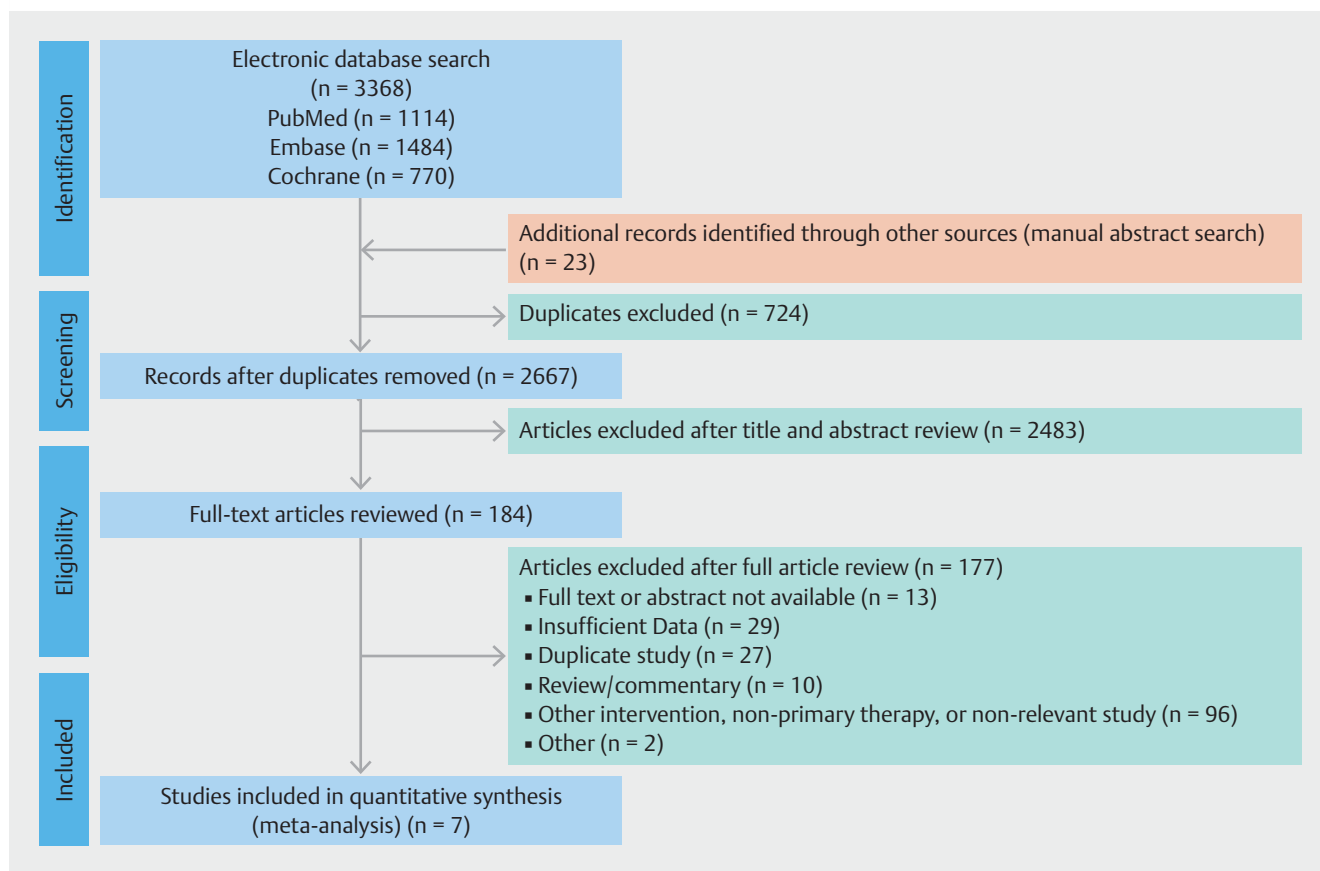 Identification
Electronic database search
(n = 3368)
PubMed (n = 1114)
Embase (n = 1484)
Cochrane (n = 770)
Additional records identified through other sources (manual abstract search)
(n = 23)
Screening
Duplicates excluded (n = 724)
Records after duplicates removed (n = 2667)
Articles excluded after title and abstract review (n = 2483)
Eligibility
Full-text articles reviewed (n = 184)
Articles excluded after full article review (n = 177)
▪ Full text or abstract not available (n = 13)
▪ Insufficient Data (n = 29)
▪ Duplicate study (n = 27)
▪ Review/commentary (n = 10)
▪ Other intervention, non-primary therapy, or non-relevant study (n = 96)
▪ Other (n = 2)
Included
Studies included in quantitative synthesis
(meta-analysis) (n = 7)